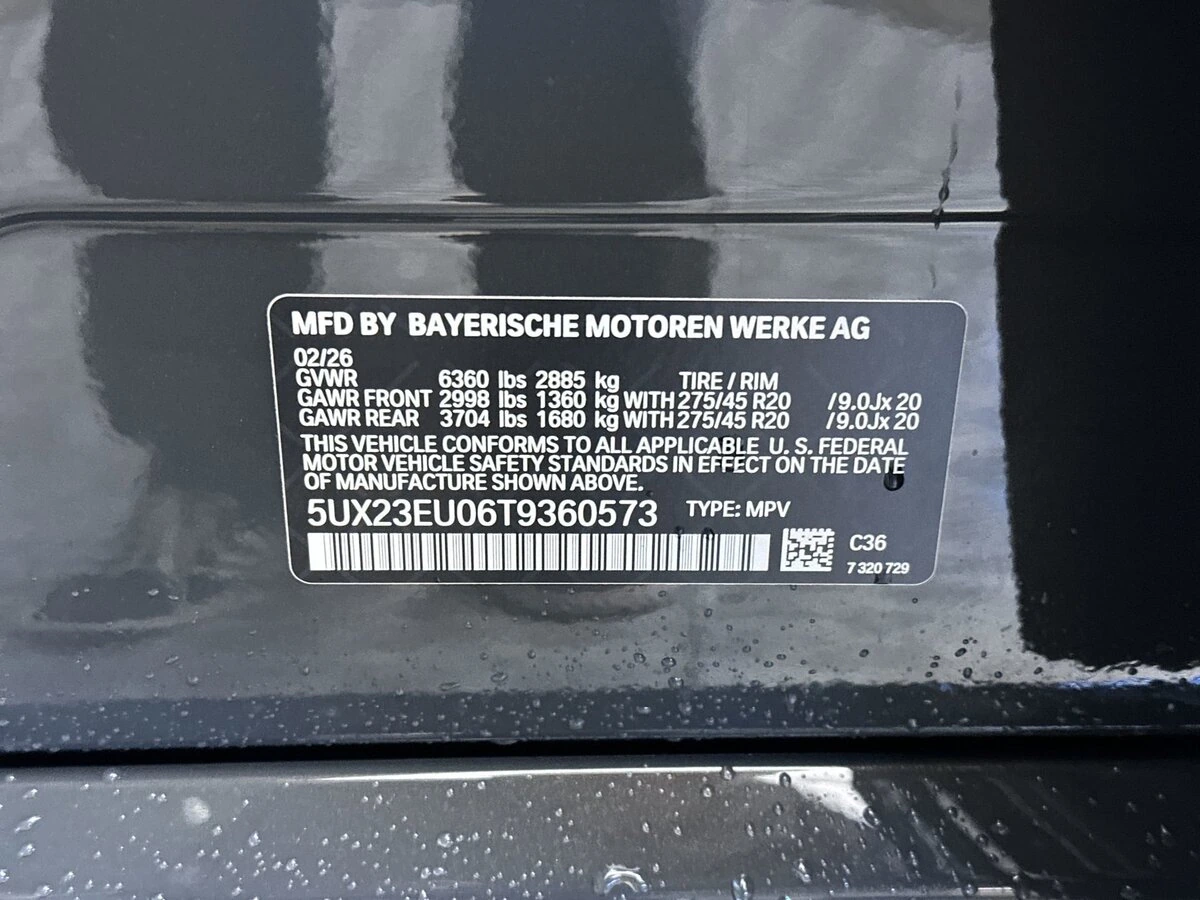 MFD BY BAYERISCHE MOTOREN WERKE AG
02/26
GVWR 6360 lbs 2885 kg TIRE / RIM
GAWR FRONT 2998 lbs 1360 kg WITH 275/45 R20 /9.0Jx 20
GAWR REAR 3704 lbs 1680 kg WITH 275/45 R20 /9.0Jx 20
THIS VEHICLE CONFORMS TO ALL APPLICABLE U. S. FEDERAL
MOTOR VEHICLE SAFETY STANDARDS IN EFFECT ON THE DATE
OF MANUFACTURE SHOWN ABOVE.
5UX23EU06T9360573 TYPE: MPV
C36
7 320 729